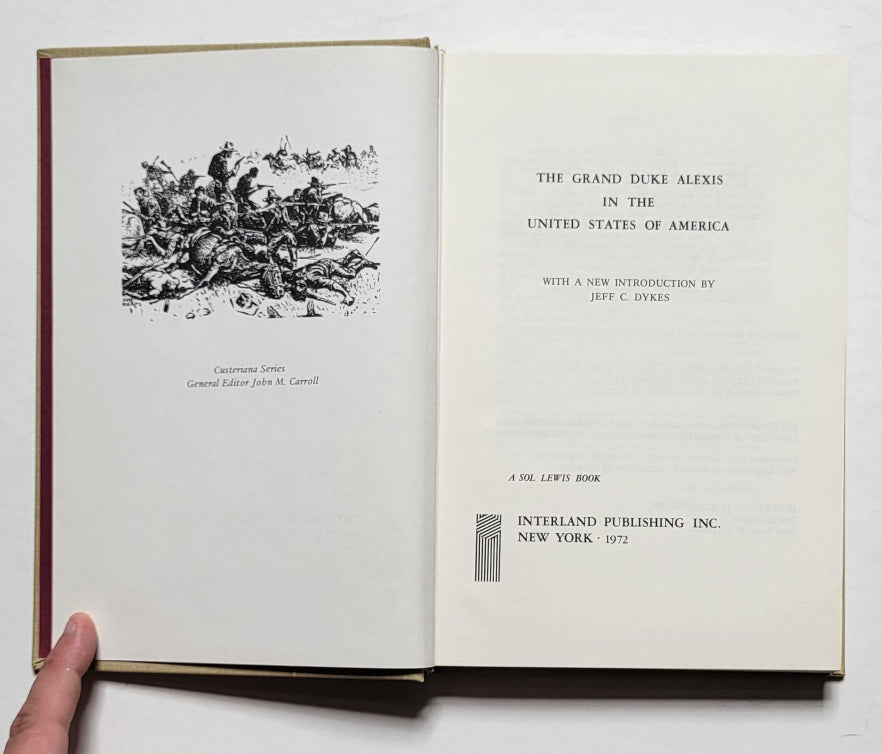 Custeriana Series
General Editor John M. Carroll
THE GRAND DUKE ALEXIS
IN THE
UNITED STATES OF AMERICA
WITH A NEW INTRODUCTION BY
JEFF C. DYKES
A SOL LEWIS BOOK
INTERLAND PUBLISHING INC.
NEW YORK · 1972